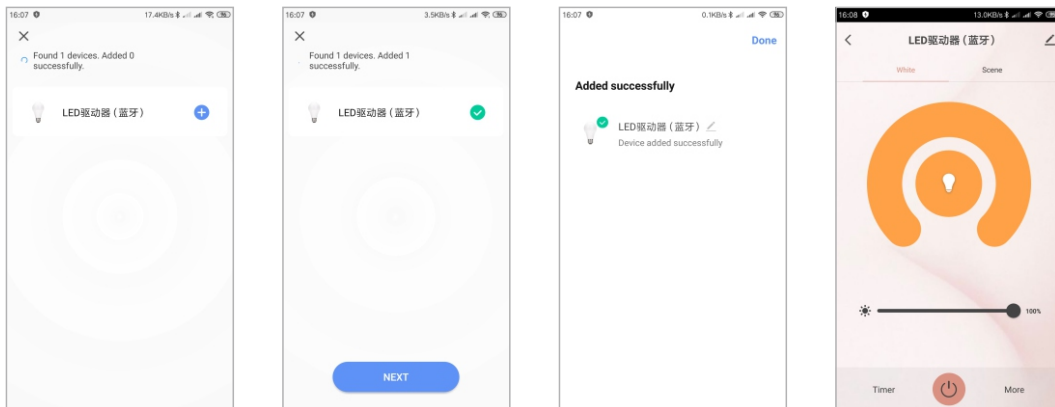 16:07 17.4KB/s 96
Found 1 devices. Added 0
successfully.
LED驱动器 (蓝牙)
16:07 3.5KB/s 96
Found 1 devices. Added 1
successfully.
LED驱动器 (蓝牙)
NEXT
16:07 0.1KB/s 96
Done
Added successfully
LED驱动器 (蓝牙)
Device added successfully
16:08 13.0KB/s
LED驱动器 (蓝牙)
White Scene
100%
Timer More